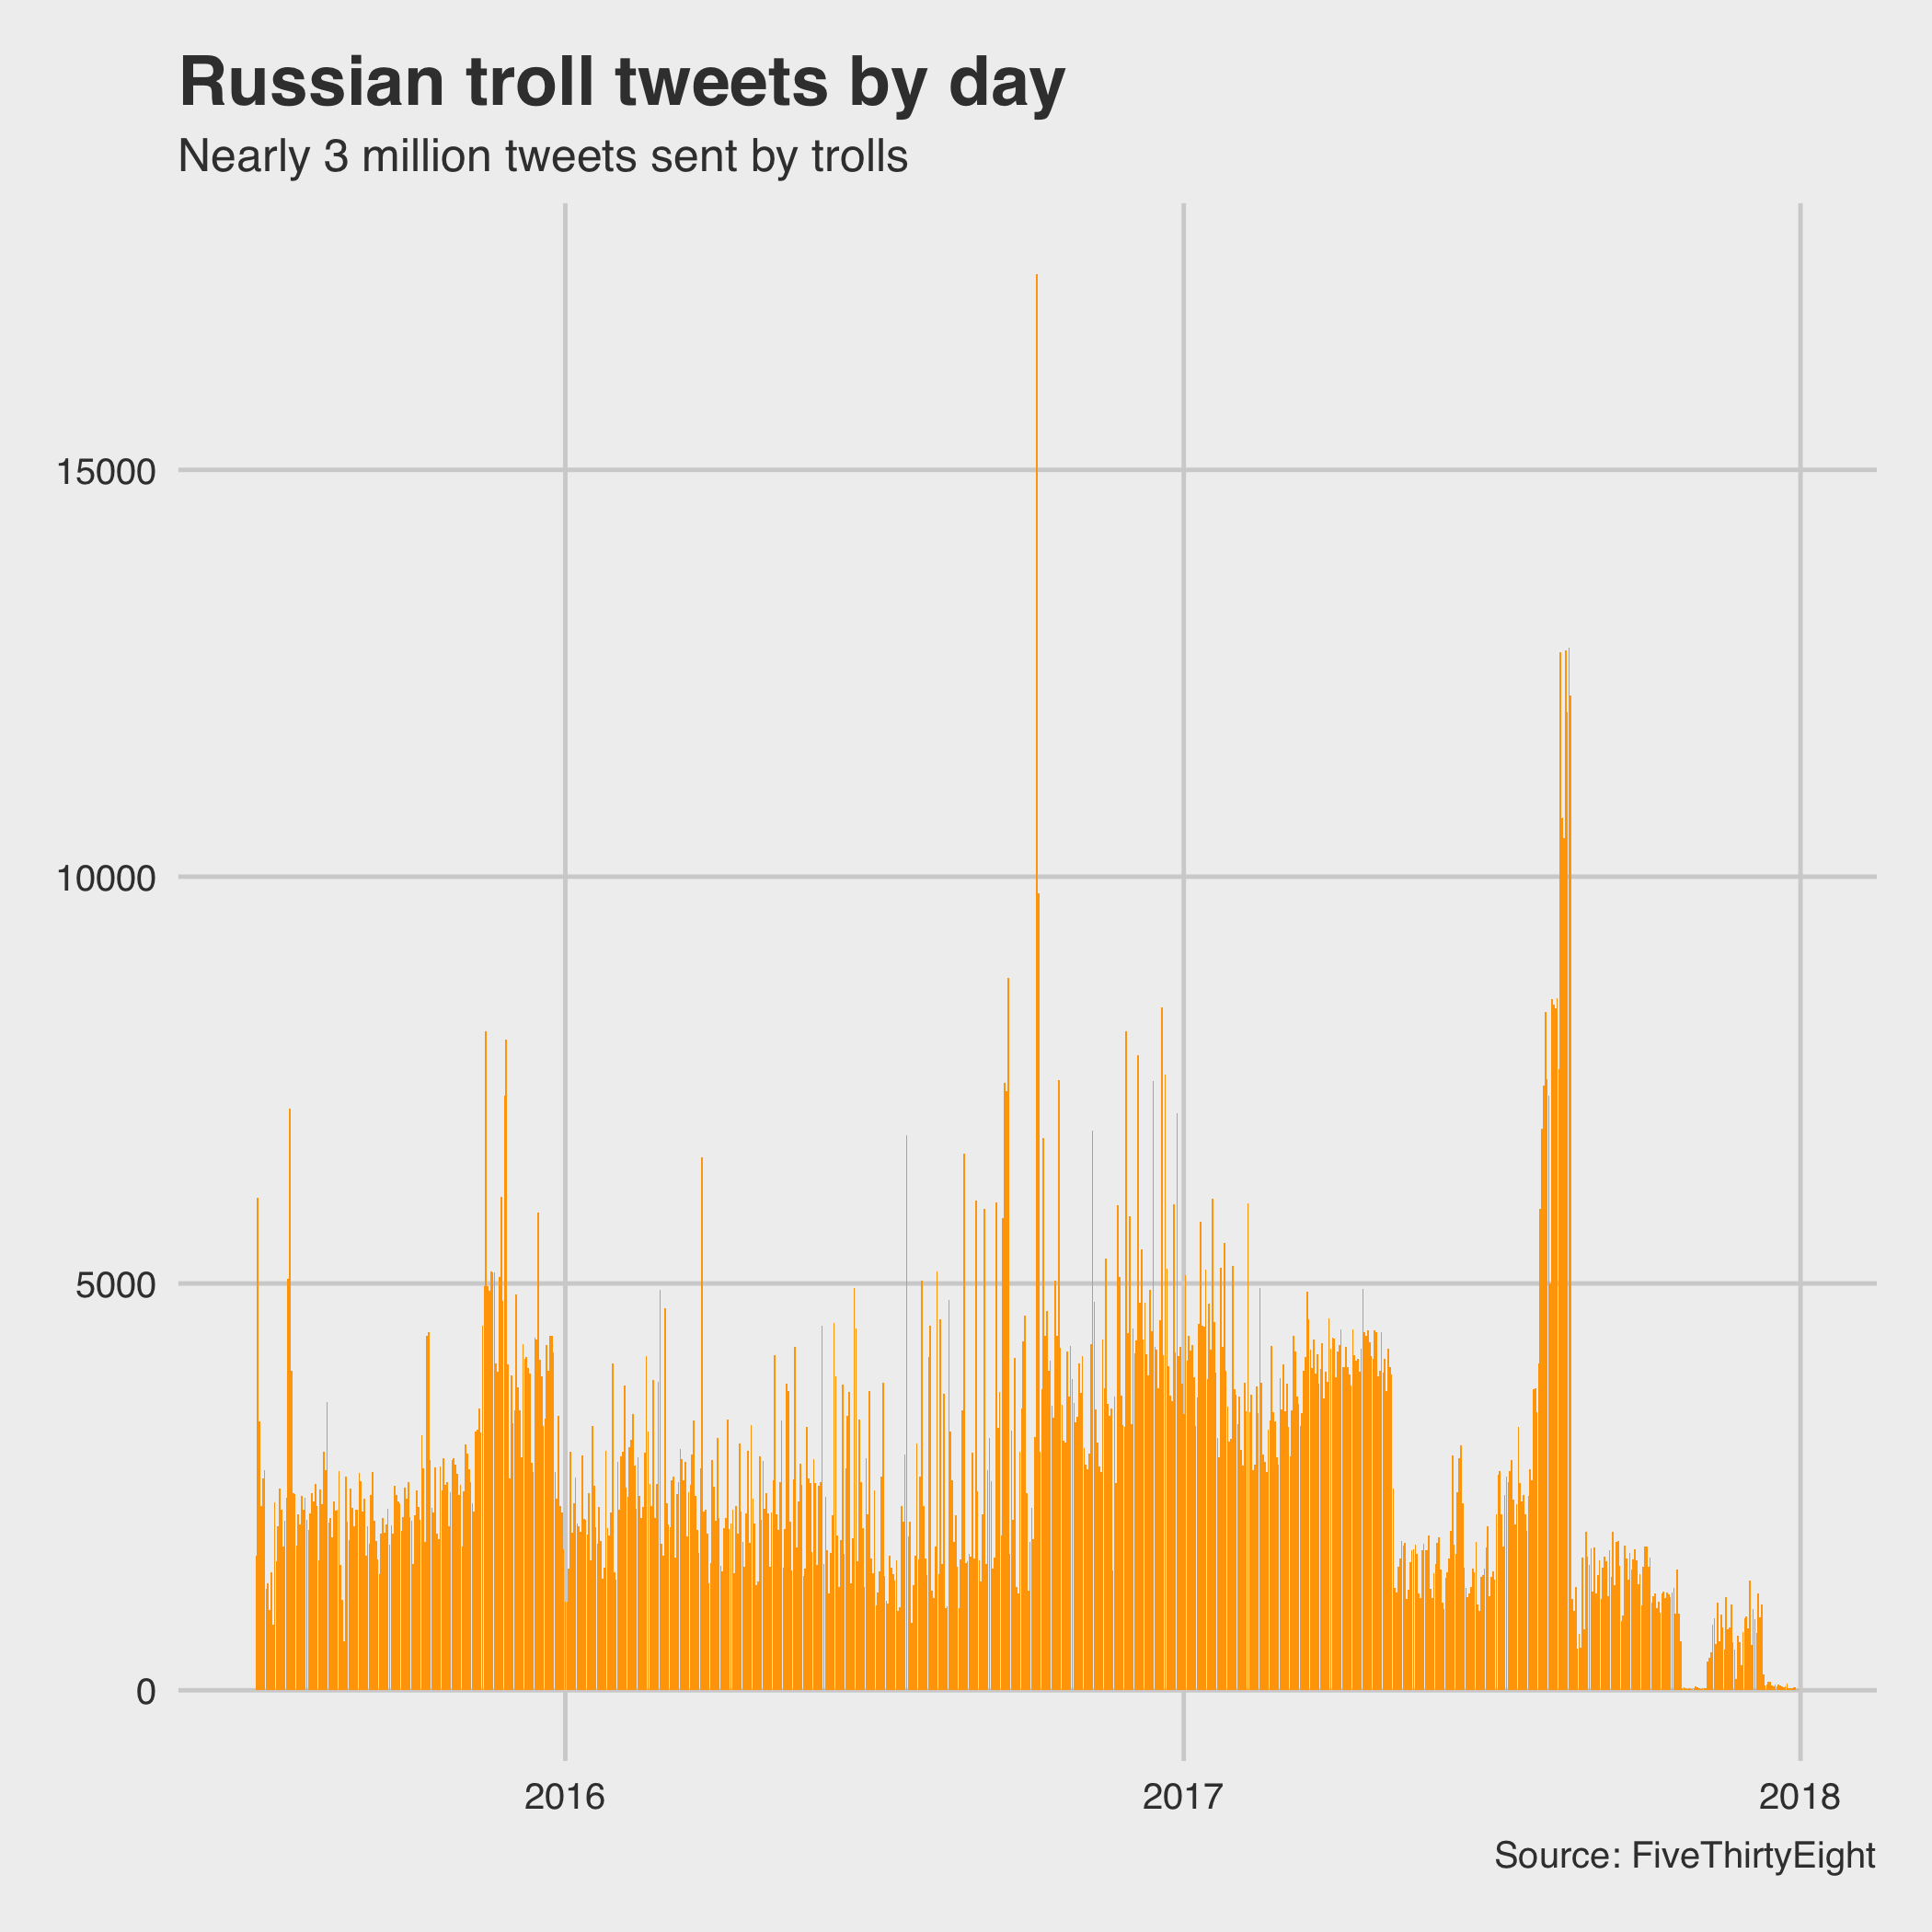 Russian troll tweets by day
Nearly 3 million tweets sent by trolls
15000
10000
5000
0
2016
2017
2018
Source: FiveThirtyEight